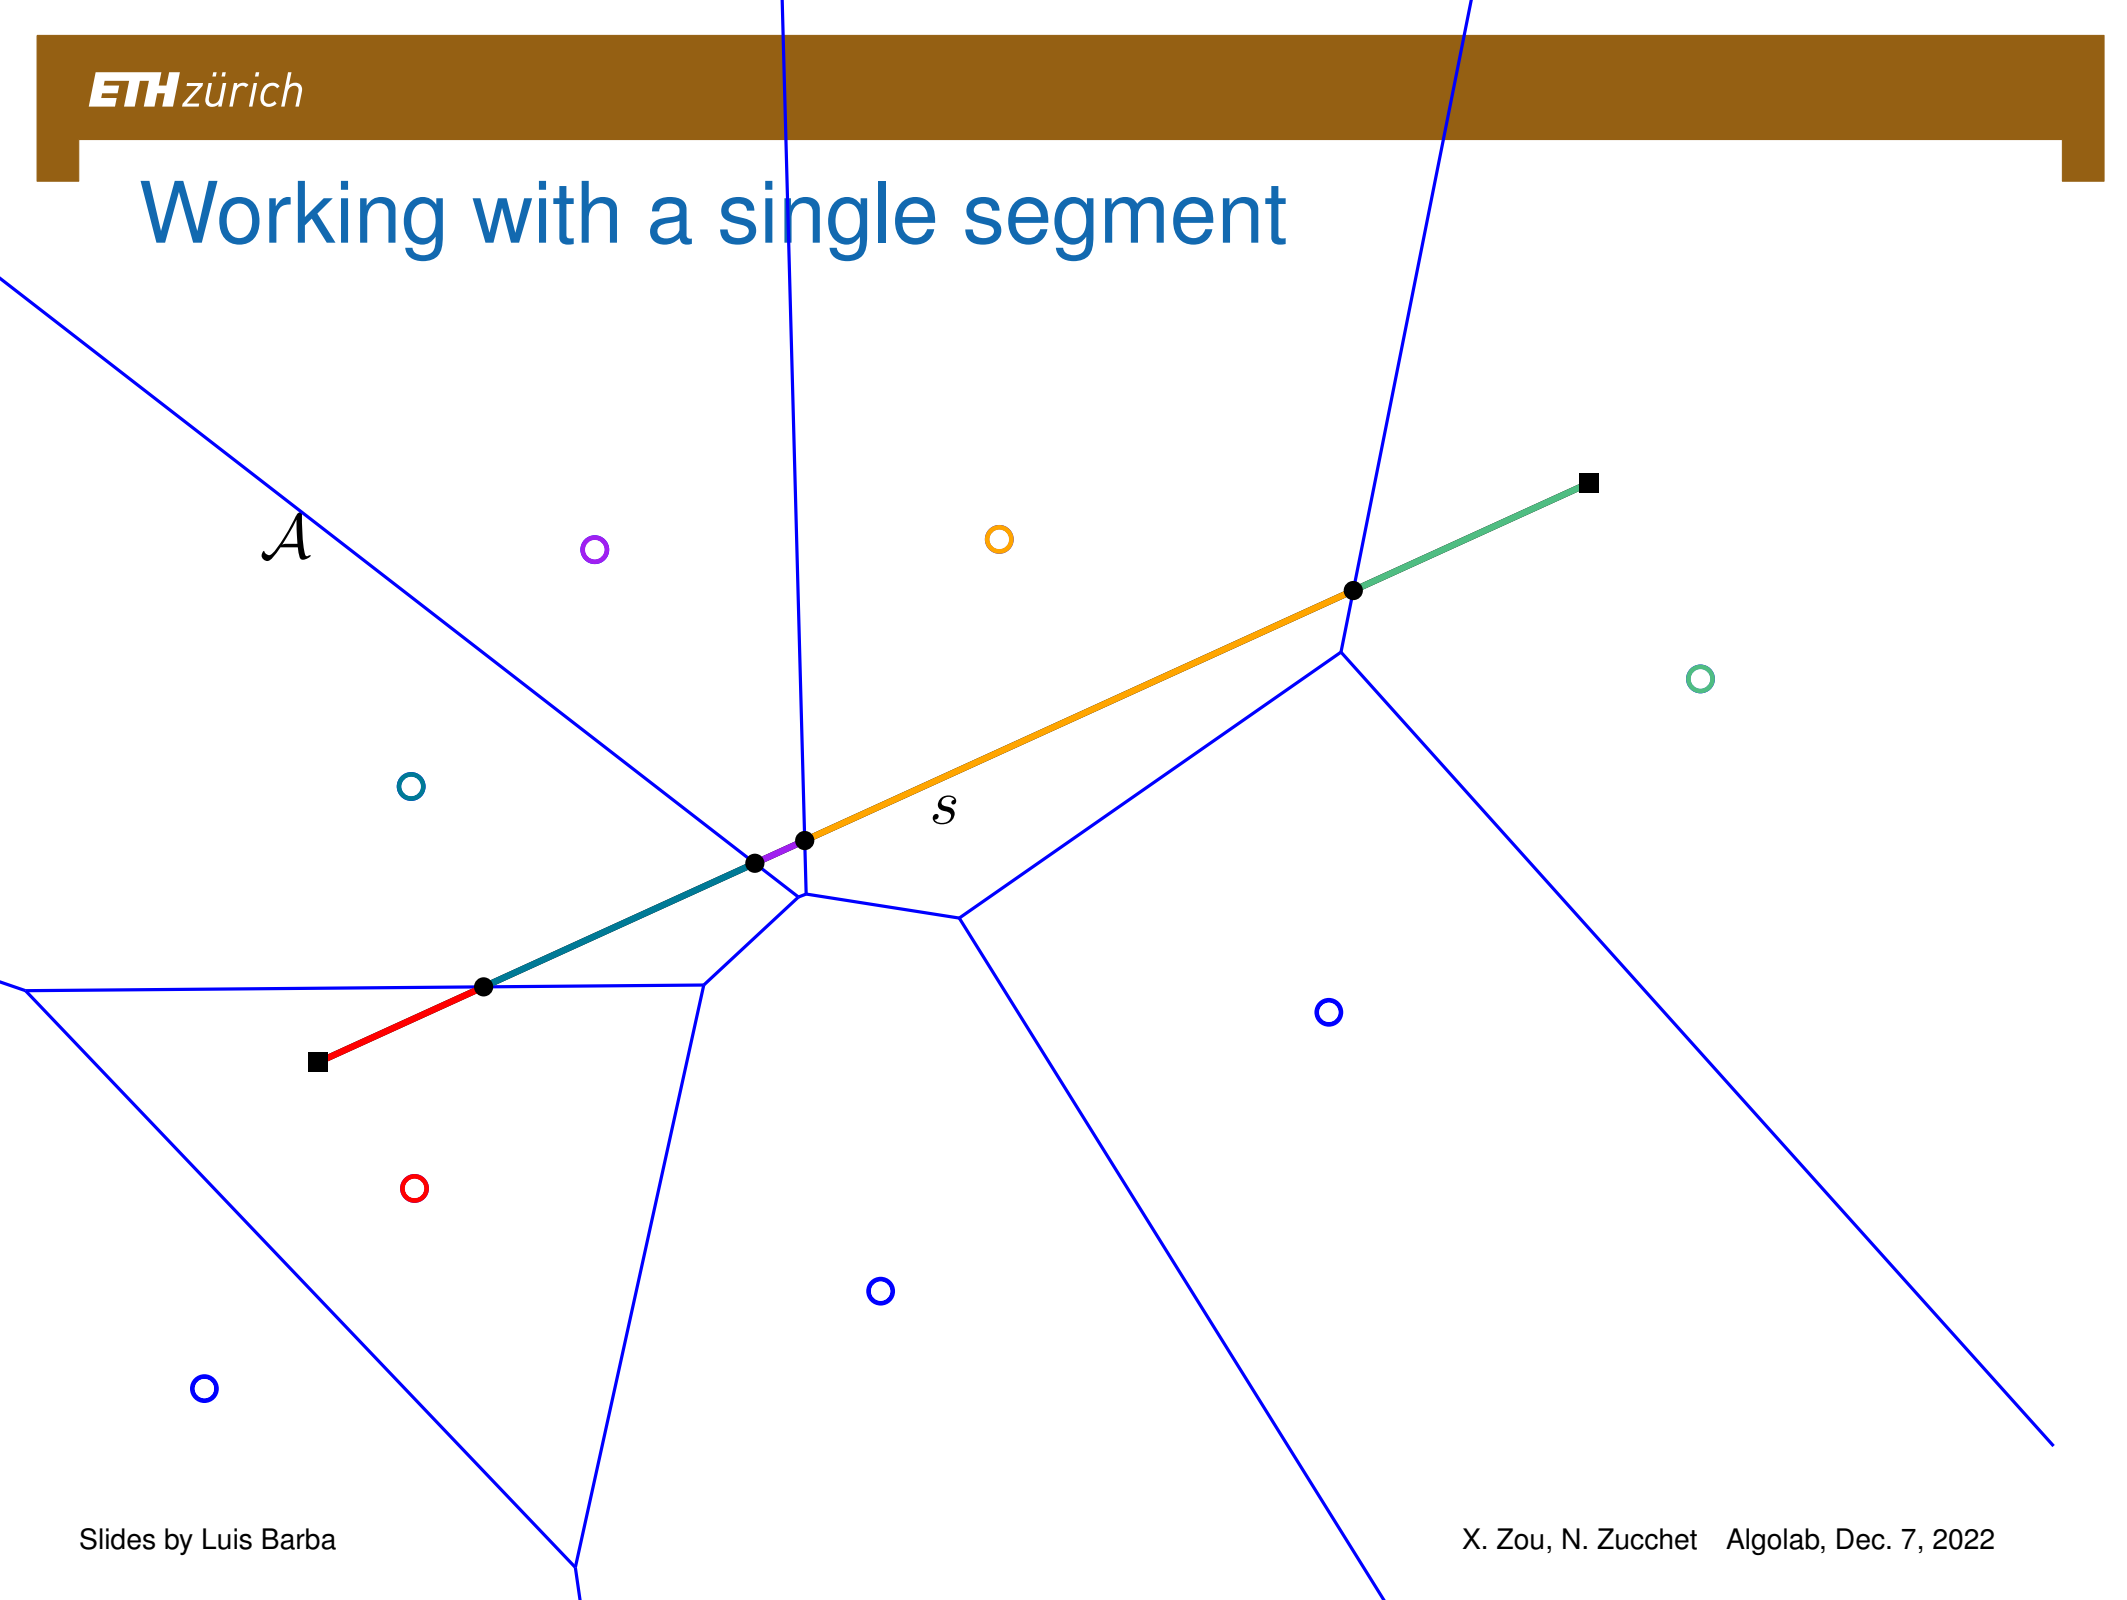 ETH zürich
Working with a single segment
𝒜
s
Slides by Luis Barba
X. Zou, N. Zucchet Algolab, Dec. 7, 2022